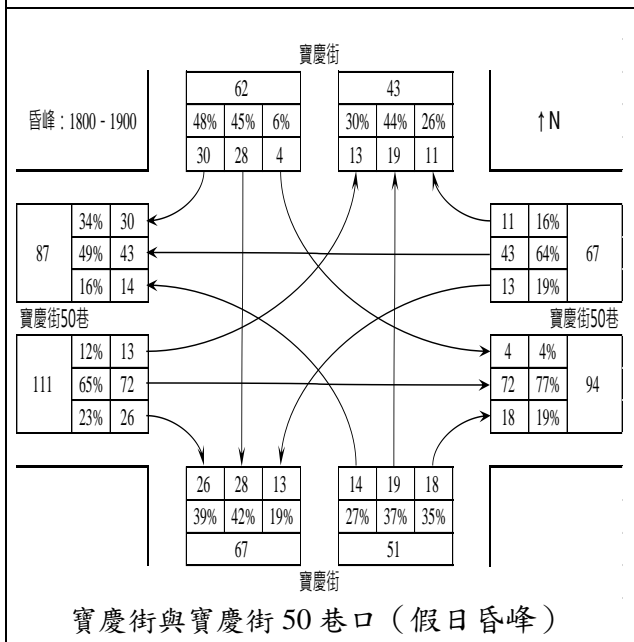 寶慶街
62 43
昏峰：1800 - 1900 48% 45% 6% 30% 44% 26% ↑N
30 28 4 13 19 11
34% 30 11 16%
87 49% 43 43 64% 67
16% 14 13 19%
寶慶街50巷 寶慶街50巷
12% 13 4 4%
111 65% 72 72 77% 94
23% 26 18 19%
26 28 13 14 19 18
39% 42% 19% 27% 37% 35%
67 51
寶慶街
寶慶街與寶慶街 50 巷口（假日昏峰）